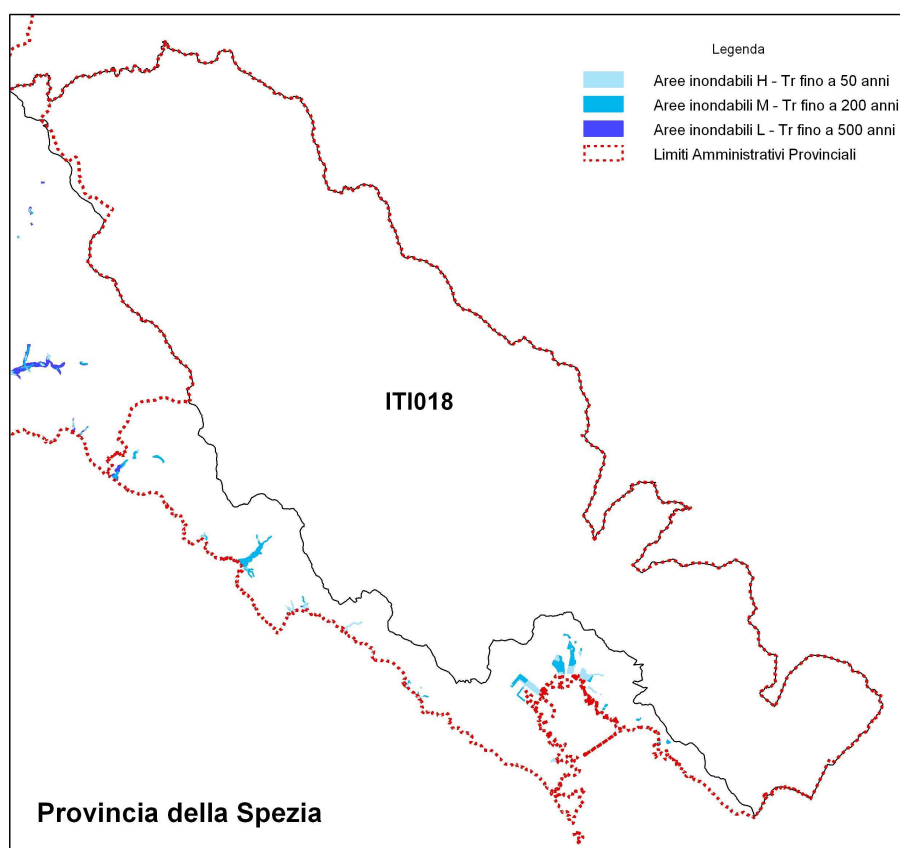 Legenda
Aree inondabili H - Tr fino a 50 anni
Aree inondabili M - Tr fino a 200 anni
Aree inondabili L - Tr fino a 500 anni
Limiti Amministrativi Provinciali
ITI018
Provincia della Spezia